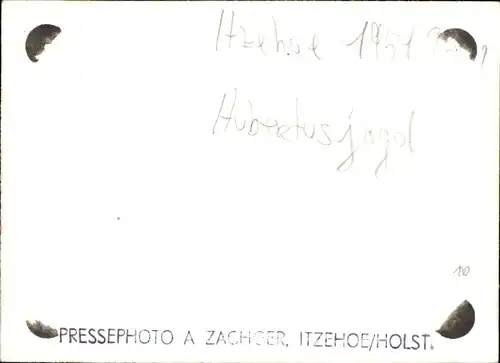 Itzehoe 1951
Hubertusjagd
10
PRESSEPHOTO A ZACHGER, ITZEHOE/HOLST.